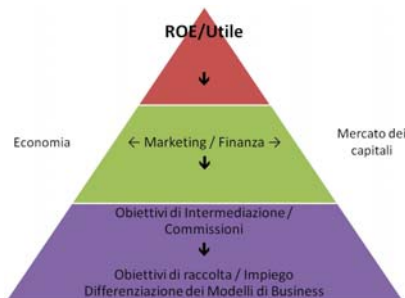 ROE/Utile
Economia
← Marketing / Finanza →
Mercato dei
capitali
Obiettivi di Intermediazione /
Commissioni
Obiettivi di raccolta / Impiego
Differenziazione dei Modelli di Business